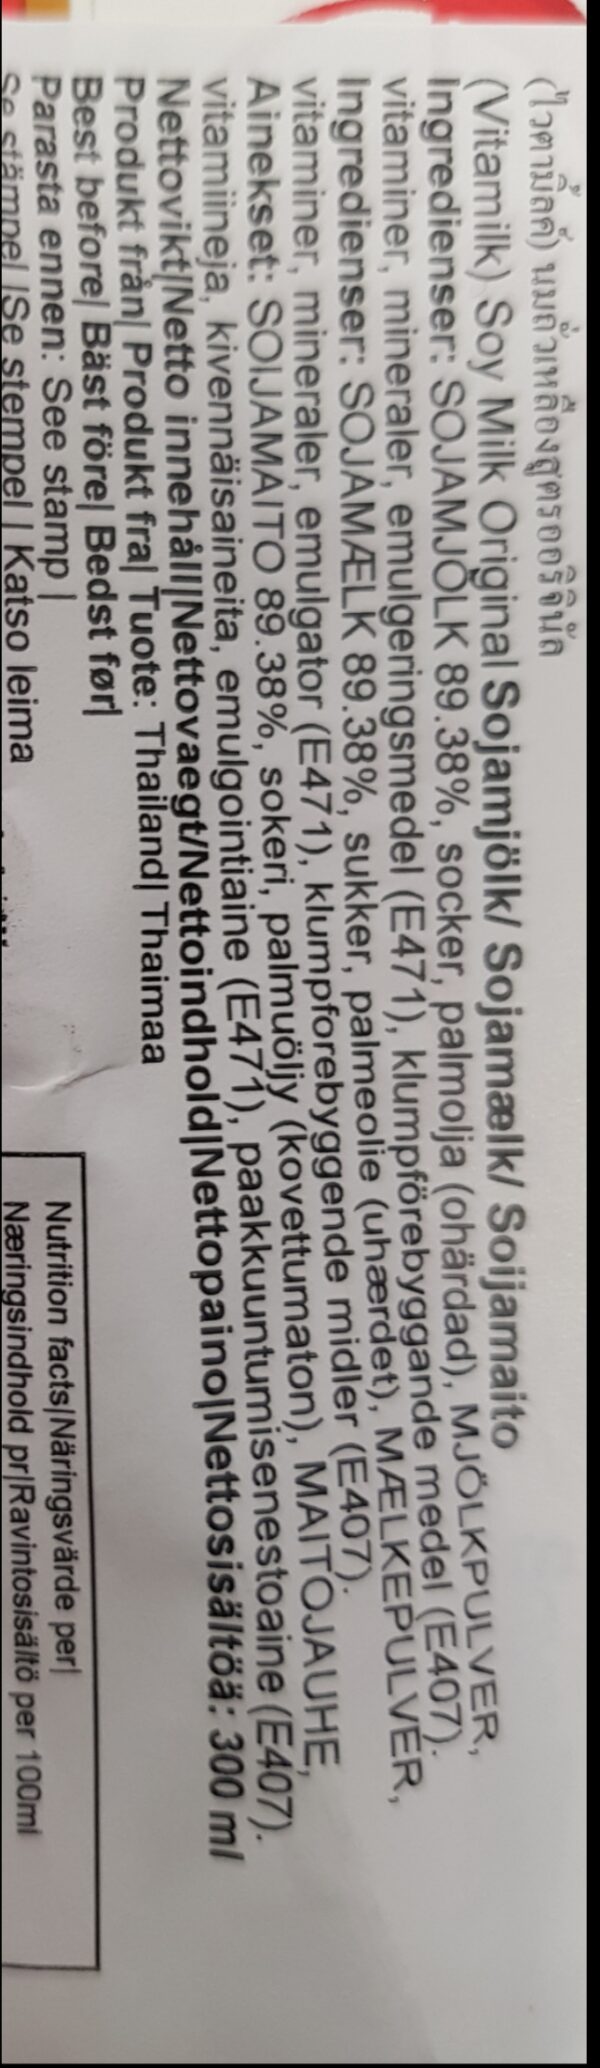 (ไวตามิ้ลค์) นมถั่วเหลืองสูตรออริจินัล
(Vitamilk) Soy Milk Original Sojamjölk/ Sojamælk/ Soijamaito
Ingredienser: SOJAMJÖLK 89.38%, socker, palmolja (ohärdad), MJÖLKPULVER,
vitaminer, mineraler, emulgeringsmedel (E471), klumpförebyggande medel (E407).
Ingredienser: SOJAMÆLK 89.38%, sukker, palmeolie (uhærdet), MÆLKEPULVER,
vitaminer, mineraler, emulgator (E471), klumpforebyggende midler (E407).
Ainekset: SOIJAMAITO 89.38%, sokeri, palmuöljy (kovettumaton), MAITOJAUHE,
vitamiineja, kivennäisaineita, emulgointiaine (E471), paakkuuntumisenestoaine (E407).
Nettovikt|Netto innehåll|Nettovaegt/Nettoindhold|Nettopaino|Nettosisältöä: 300 ml
Produkt från| Produkt fra| Tuote: Thailand| Thaimaa
Best before| Bäst före| Bedst før|
Parasta ennen: See stamp |
Se stämpel |Se stempel | Katso leima
Nutrition facts|Näringsvärde per|
Næringsindhold pr|Ravintosisältö per 100ml